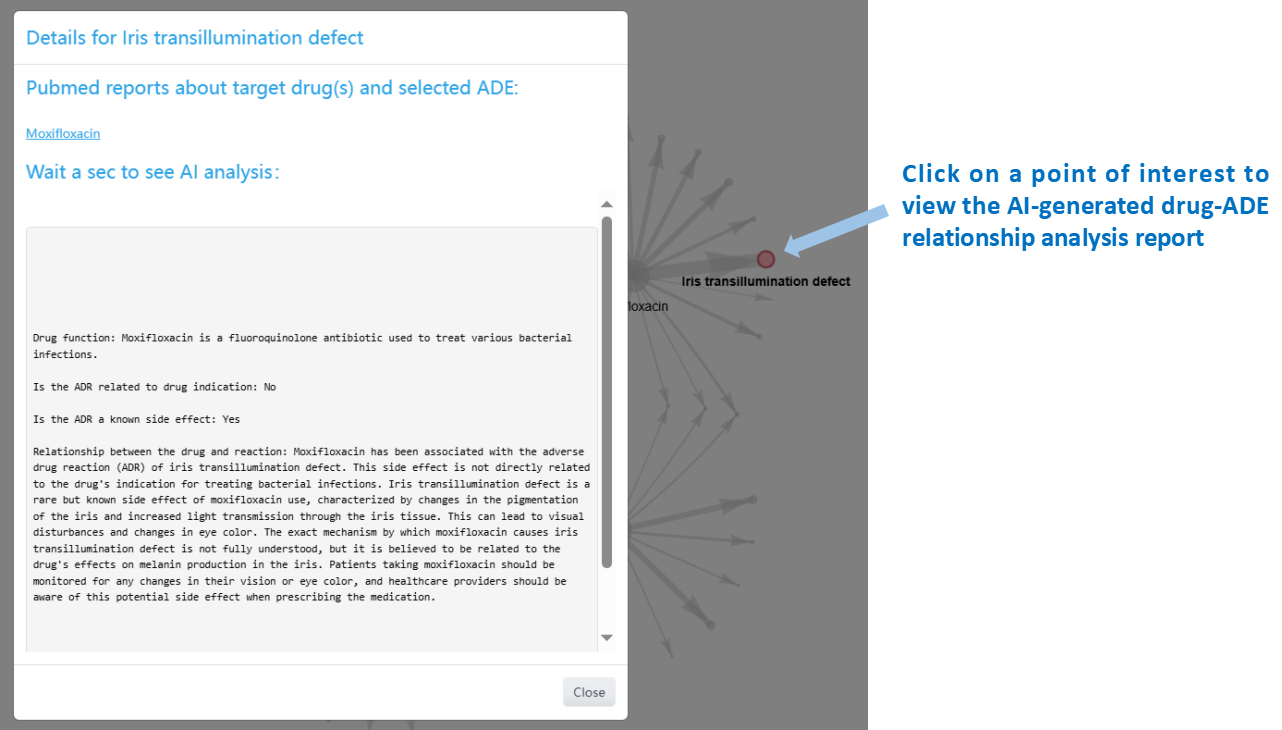 Details for Iris transillumination defect
Pubmed reports about target drug(s) and selected ADE:
Moxifloxacin
Wait a sec to see AI analysis:
Drug function: Moxifloxacin is a fluoroquinolone antibiotic used to treat various bacterial
infections.
Is the ADR related to drug indication: No
Is the ADR a known side effect: Yes
Relationship between the drug and reaction: Moxifloxacin has been associated with the adverse
drug reaction (ADR) of iris transillumination defect. This side effect is not directly related
to the drug's indication for treating bacterial infections. Iris transillumination defect is a
rare but known side effect of moxifloxacin use, characterized by changes in the pigmentation
of the iris and increased light transmission through the iris tissue. This can lead to visual
disturbances and changes in eye color. The exact mechanism by which moxifloxacin causes iris
transillumination defect is not fully understood, but it is believed to be related to the
drug's effects on melanin production in the iris. Patients taking moxifloxacin should be
monitored for any changes in their vision or eye color, and healthcare providers should be
aware of this potential side effect when prescribing the medication.
Close
Iris transillumination defect
loxacin
Click on a point of interest to
view the AI-generated drug-ADE
relationship analysis report